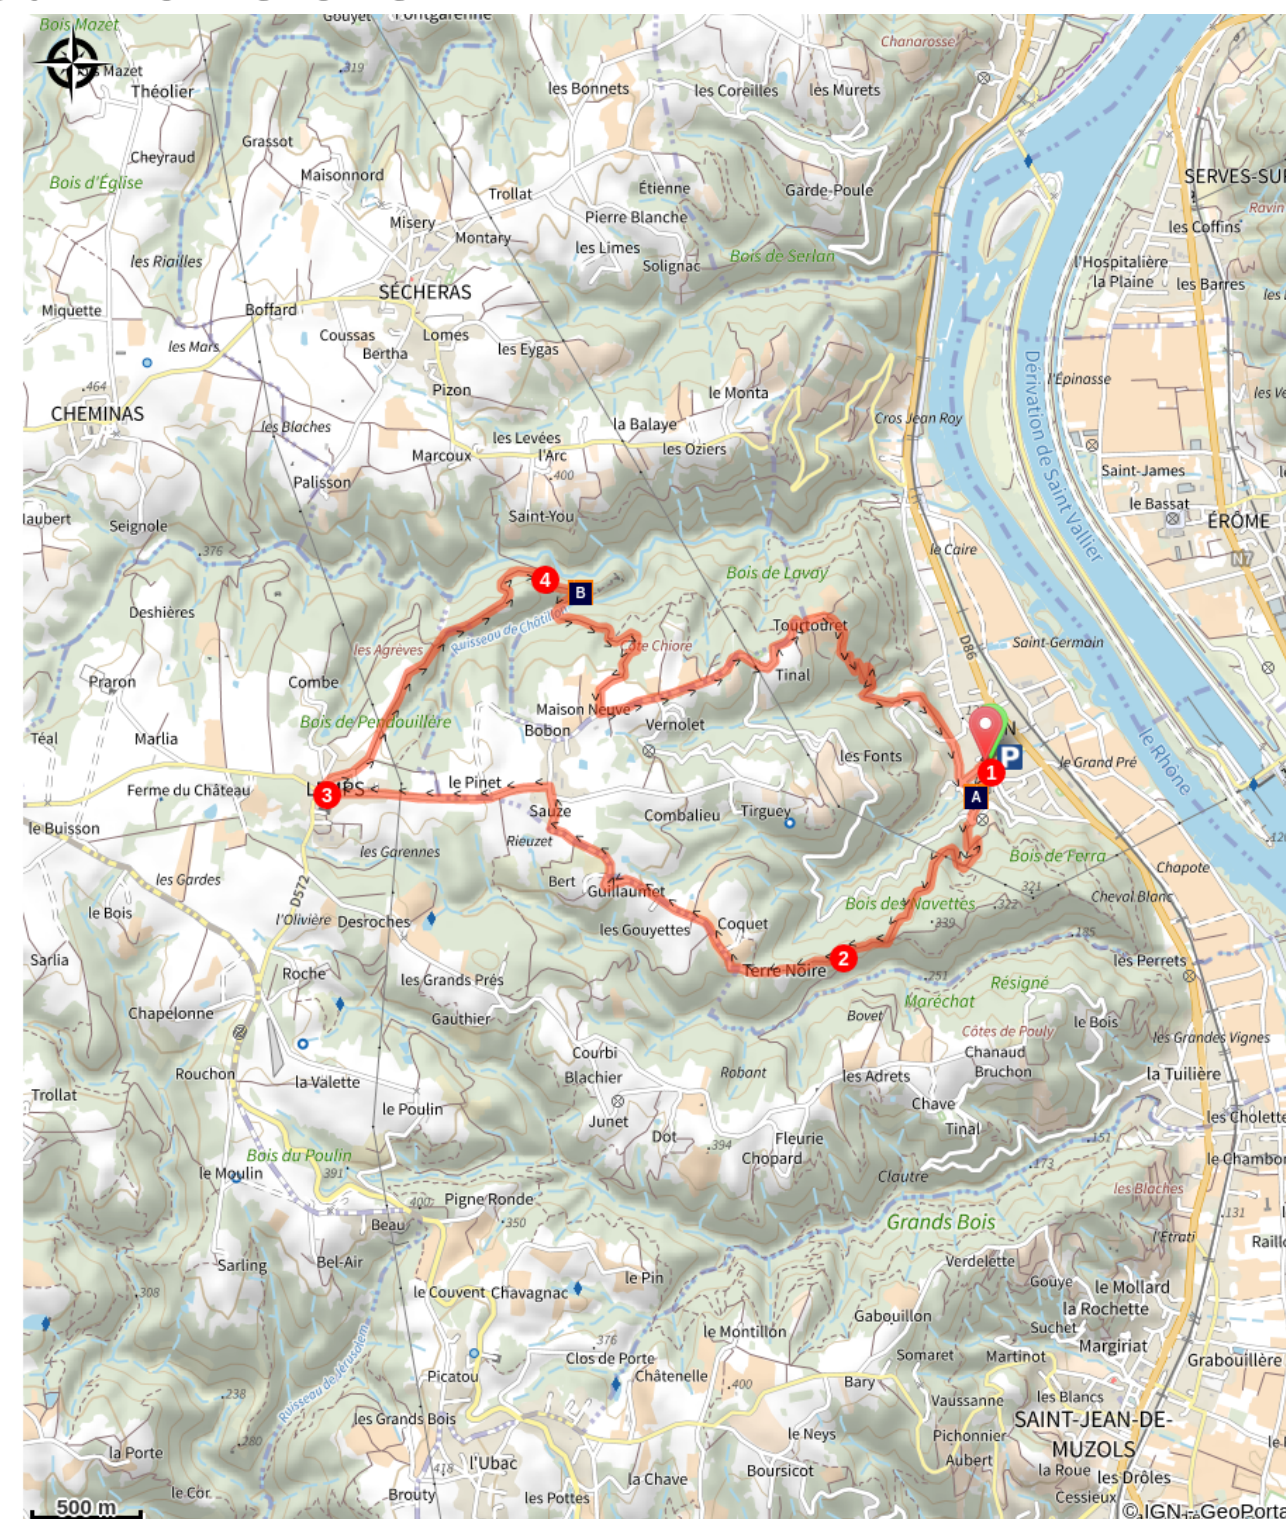 Bois Mazet
Gouyet
Fontgarenne
Mazet
Théolier
.319
les Bonnets
les Coreilles
les Murets
Chanarosse
Grassot
Cheyraud
Maisonnord
Bois d'Église
Trollat
Étienne
Garde-Poule
SERVES-SUR
Ravin
Misery
Montary
Pierre Blanche
les Coffins
les Limes
Solignac
Bois de Serlan
les Riailles
l'Hospitalière
la Plaine
les Barres
SÉCHERAS
Miquette
Boffard
Coussas
Lomes
les Mars
Bertha
les Eygas
Dérivation de Saint Vallier
l'Épinasse
.464
Pizon
le Monta
CHEMINAS
les Blaches
la Balaye
Cros Jean Roy
les Levées
l'Arc
les Oziers
Marcoux
.400
Saint-James
Palisson
le Bassat
Saint-You
Seignole
ÉRÔME
.376
le Caire
N7
Bois de Lavay
4
B
Deshières
Tourtouret
D86
Saint-Germain
Ruisseau de Châtillon
les Agrèves
Côte Chiore
Praron
Combe
Tinal
Bois de Pendouillère
Maison Neuve
Vernolet
Téal
Marlia
Bobon
N
P
les Fonts
le Grand Pré
le Rhône
1
le Pinet
Ferme du Château
3
A
Sauze
Combalieu
Tirguey
le Buisson
Rieuzet
les Garennes
Bois de Ferra
Chapote
les Gardes
Bert
Guillaumet
321
.322
Cheval Blanc
D572
Bois des Navettes
le Bois
l'Olivière
Desroches
.339
les Gouyettes
Coquet
.185
Sarlia
2
les Perrets
Roche
Terre Noire
.251
les Grands Prés
Résigné
Maréchat
Chapelonne
Gauthier
Bovet
le Bois
Côtes de Pouly
les Grandes Vignes
Courbi
Chanaud
Rouchon
la Valette
Blachier
Robant
les Adrets
Bruchon
la Tuilière
Trollat
le Poulin
Chave
Junet
les Cholette
Dot
Tinal
Fleurie
.151
.394
Bois du Poulin
Chopard
le Chambon
le Moulin
391
Clautre
.173
les Blaches
400
Pigne Ronde
.131
Beau
.350
Grands Bois
l'Etrati
Sarling
Bel-Air
Verdelette
le Pin
Gouye
le Mollard
le Couvent
Chavagnac
.308
la Rochette
Gabouillon
Suchet
le Montillon
Ruisseau de Jérusalem
376
Margiriat
Clos de Porte
Somaret
Martinot
Grabouillère
Picatou
Châtenelle
.400
Bary
.238
Vaussanne
les Blancs
les Grands Bois
SAINT-JEAN-DE-
MUZOLS
Pichonnier
le Neys
.280
la Porte
Aubert
l'Ubac
.418
Boursicot
la Roue
les Drôles
la Chave
le Cor
Brouty
les Pottes
Cessieux
500 m
© IGN - GeoPorta